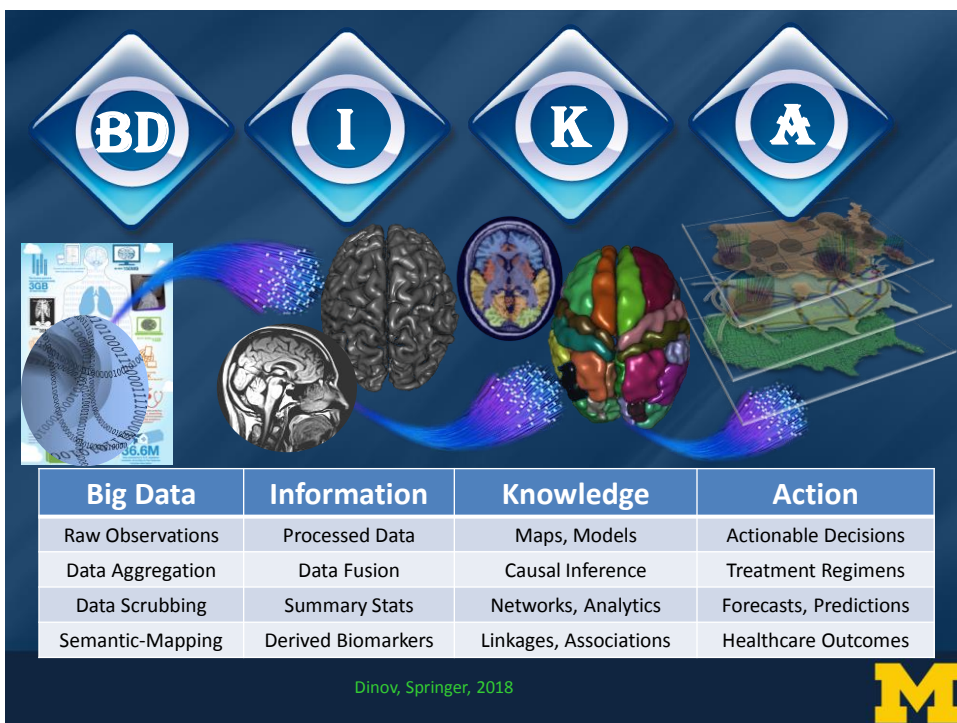 BD I K A
3GB
36.6M
Big Data Information Knowledge Action
Raw Observations Processed Data Maps, Models Actionable Decisions
Data Aggregation Data Fusion Causal Inference Treatment Regimens
Data Scrubbing Summary Stats Networks, Analytics Forecasts, Predictions
Semantic-Mapping Derived Biomarkers Linkages, Associations Healthcare Outcomes
Dinov, Springer, 2018
M